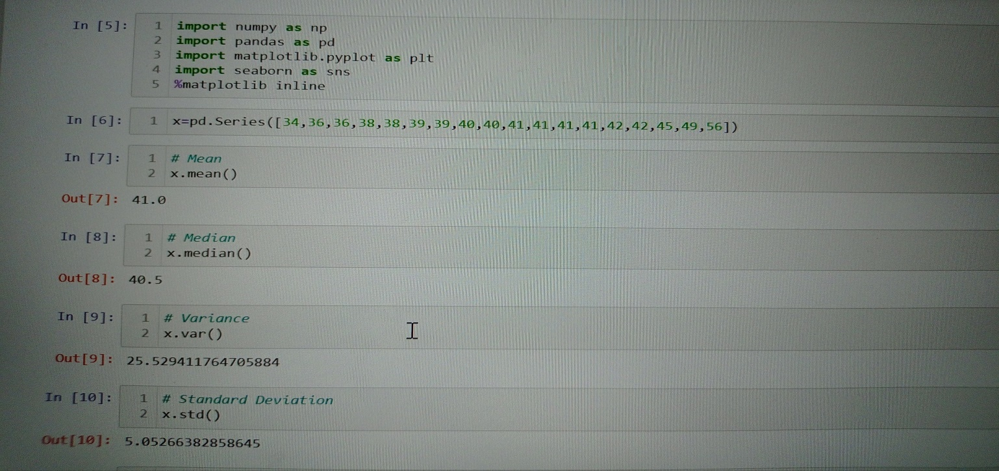 In [5]:
1 import numpy as np
2 import pandas as pd
3 import matplotlib.pyplot as plt
4 import seaborn as sns
5 %matplotlib inline
In [6]:
1 x=pd.Series([34,36,36,38,38,39,39,40,40,41,41,41,41,42,42,45,49,56])
In [7]:
1 # Mean
2 x.mean()
Out[7]: 41.0
In [8]:
1 # Median
2 x.median()
Out[8]: 40.5
In [9]:
1 # Variance
2 x.var()
Out[9]: 25.529411764705884
In [10]:
1 # Standard Deviation
2 x.std()
Out[10]: 5.05266382858645